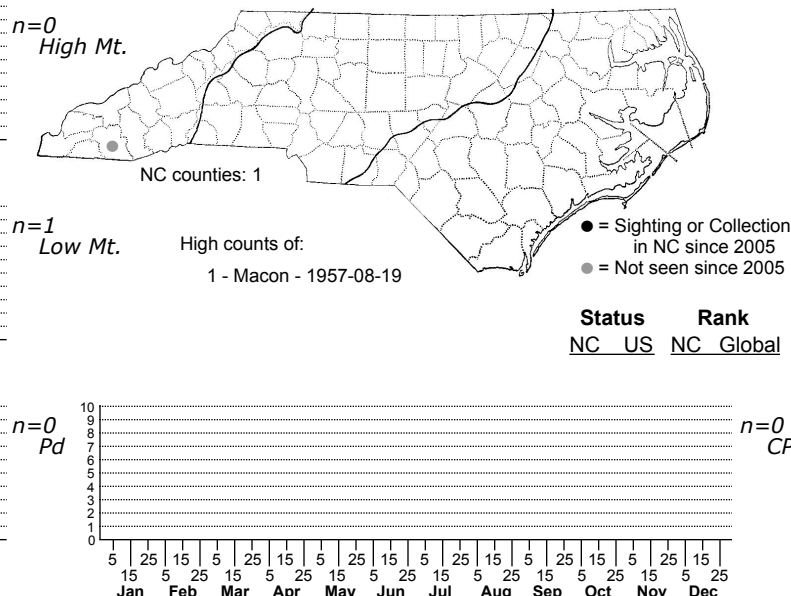 n=0
High Mt.
NC counties: 1
n=1
Low Mt.
High counts of:
1 - Macon - 1957-08-19
● = Sighting or Collection
in NC since 2005
● = Not seen since 2005
Status Rank
NC US NC Global
n=0
Pd
10
9
8
7
6
5
4
3
2
1
0
n=0
CP
5 25 15 5 25 15 5 25 15 5 25 15 5 25 15 5 25 15
15 5 25 15 5 25 15 5 25 15 5 25 15 5 25 15 5 25
Jan Feb Mar Apr May Jun Jul Aug Sep Oct Nov Dec